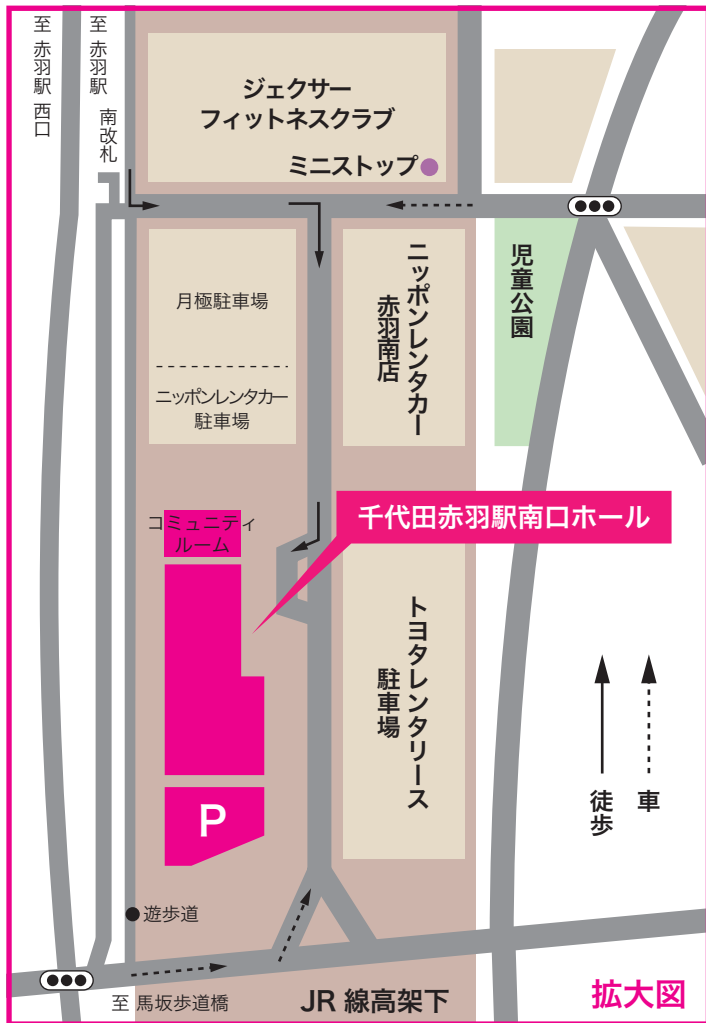 至 赤羽駅 西口
至 赤羽駅
南改札
ジェクサー
フィットネスクラブ
ミニストップ
月極駐車場
ニッポンレンタカー
駐車場
ニッポンレンタカー
赤羽南店
児童公園
コミュニティ
ルーム
千代田赤羽駅南口ホール
トヨタレンタリース
駐車場
P
徒歩
車
遊歩道
至 馬坂歩道橋
JR 線高架下
拡大図